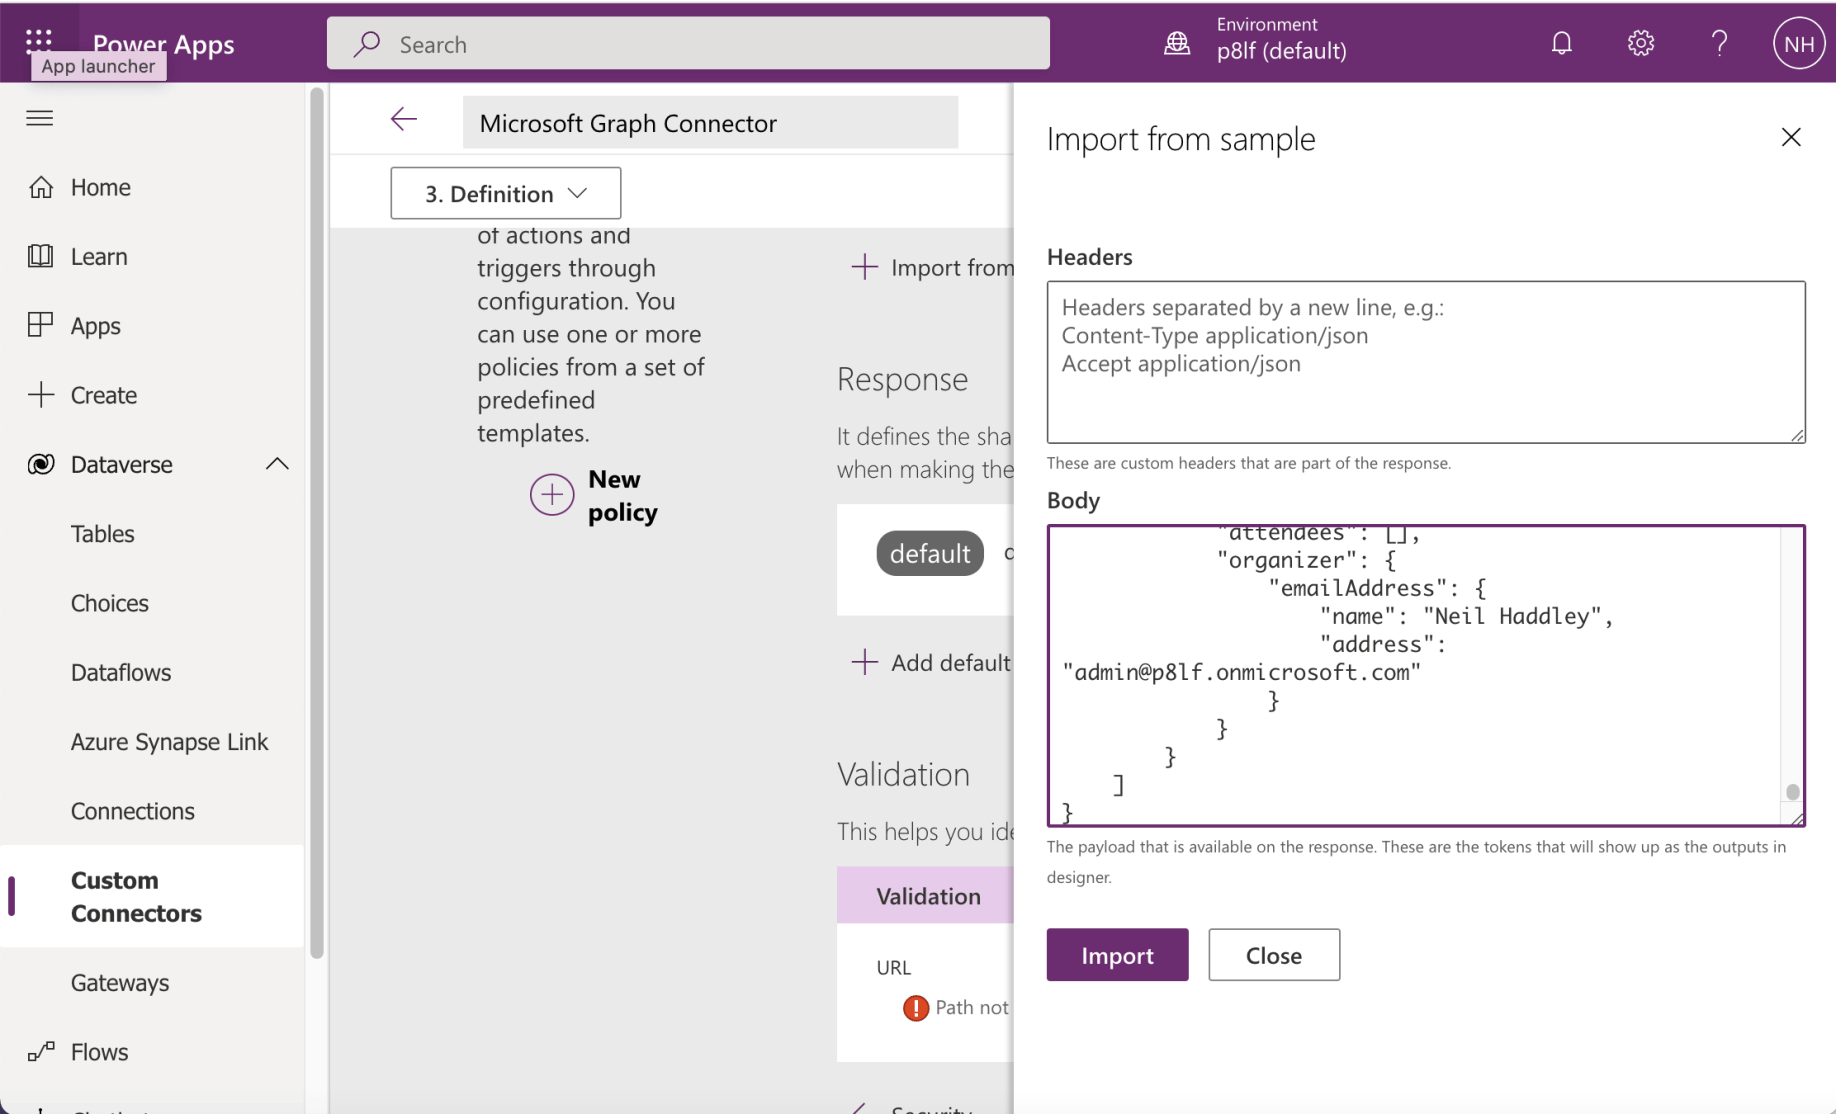 Power Apps
App launcher
Search
Environment
p8lf (default)
NH
Home
Learn
Apps
Create
Dataverse
Tables
Choices
Dataflows
Azure Synapse Link
Connections
Custom
Connectors
Gateways
Flows
Microsoft Graph Connector
3. Definition
of actions and
triggers through
configuration. You
can use one or more
policies from a set of
predefined
templates.
New
policy
Import from
Response
It defines the sha
when making the
default
Add default
Validation
This helps you ide
Validation
URL
Path not
Security
Import from sample
Headers
Headers separated by a new line, e.g.:
Content-Type application/json
Accept application/json
These are custom headers that are part of the response.
Body
"attendees": [],
"organizer": {
"emailAddress": {
"name": "Neil Haddley",
"address":
"admin@p8lf.onmicrosoft.com"
}
}
}
]
}
The payload that is available on the response. These are the tokens that will show up as the outputs in
designer.
Import
Close